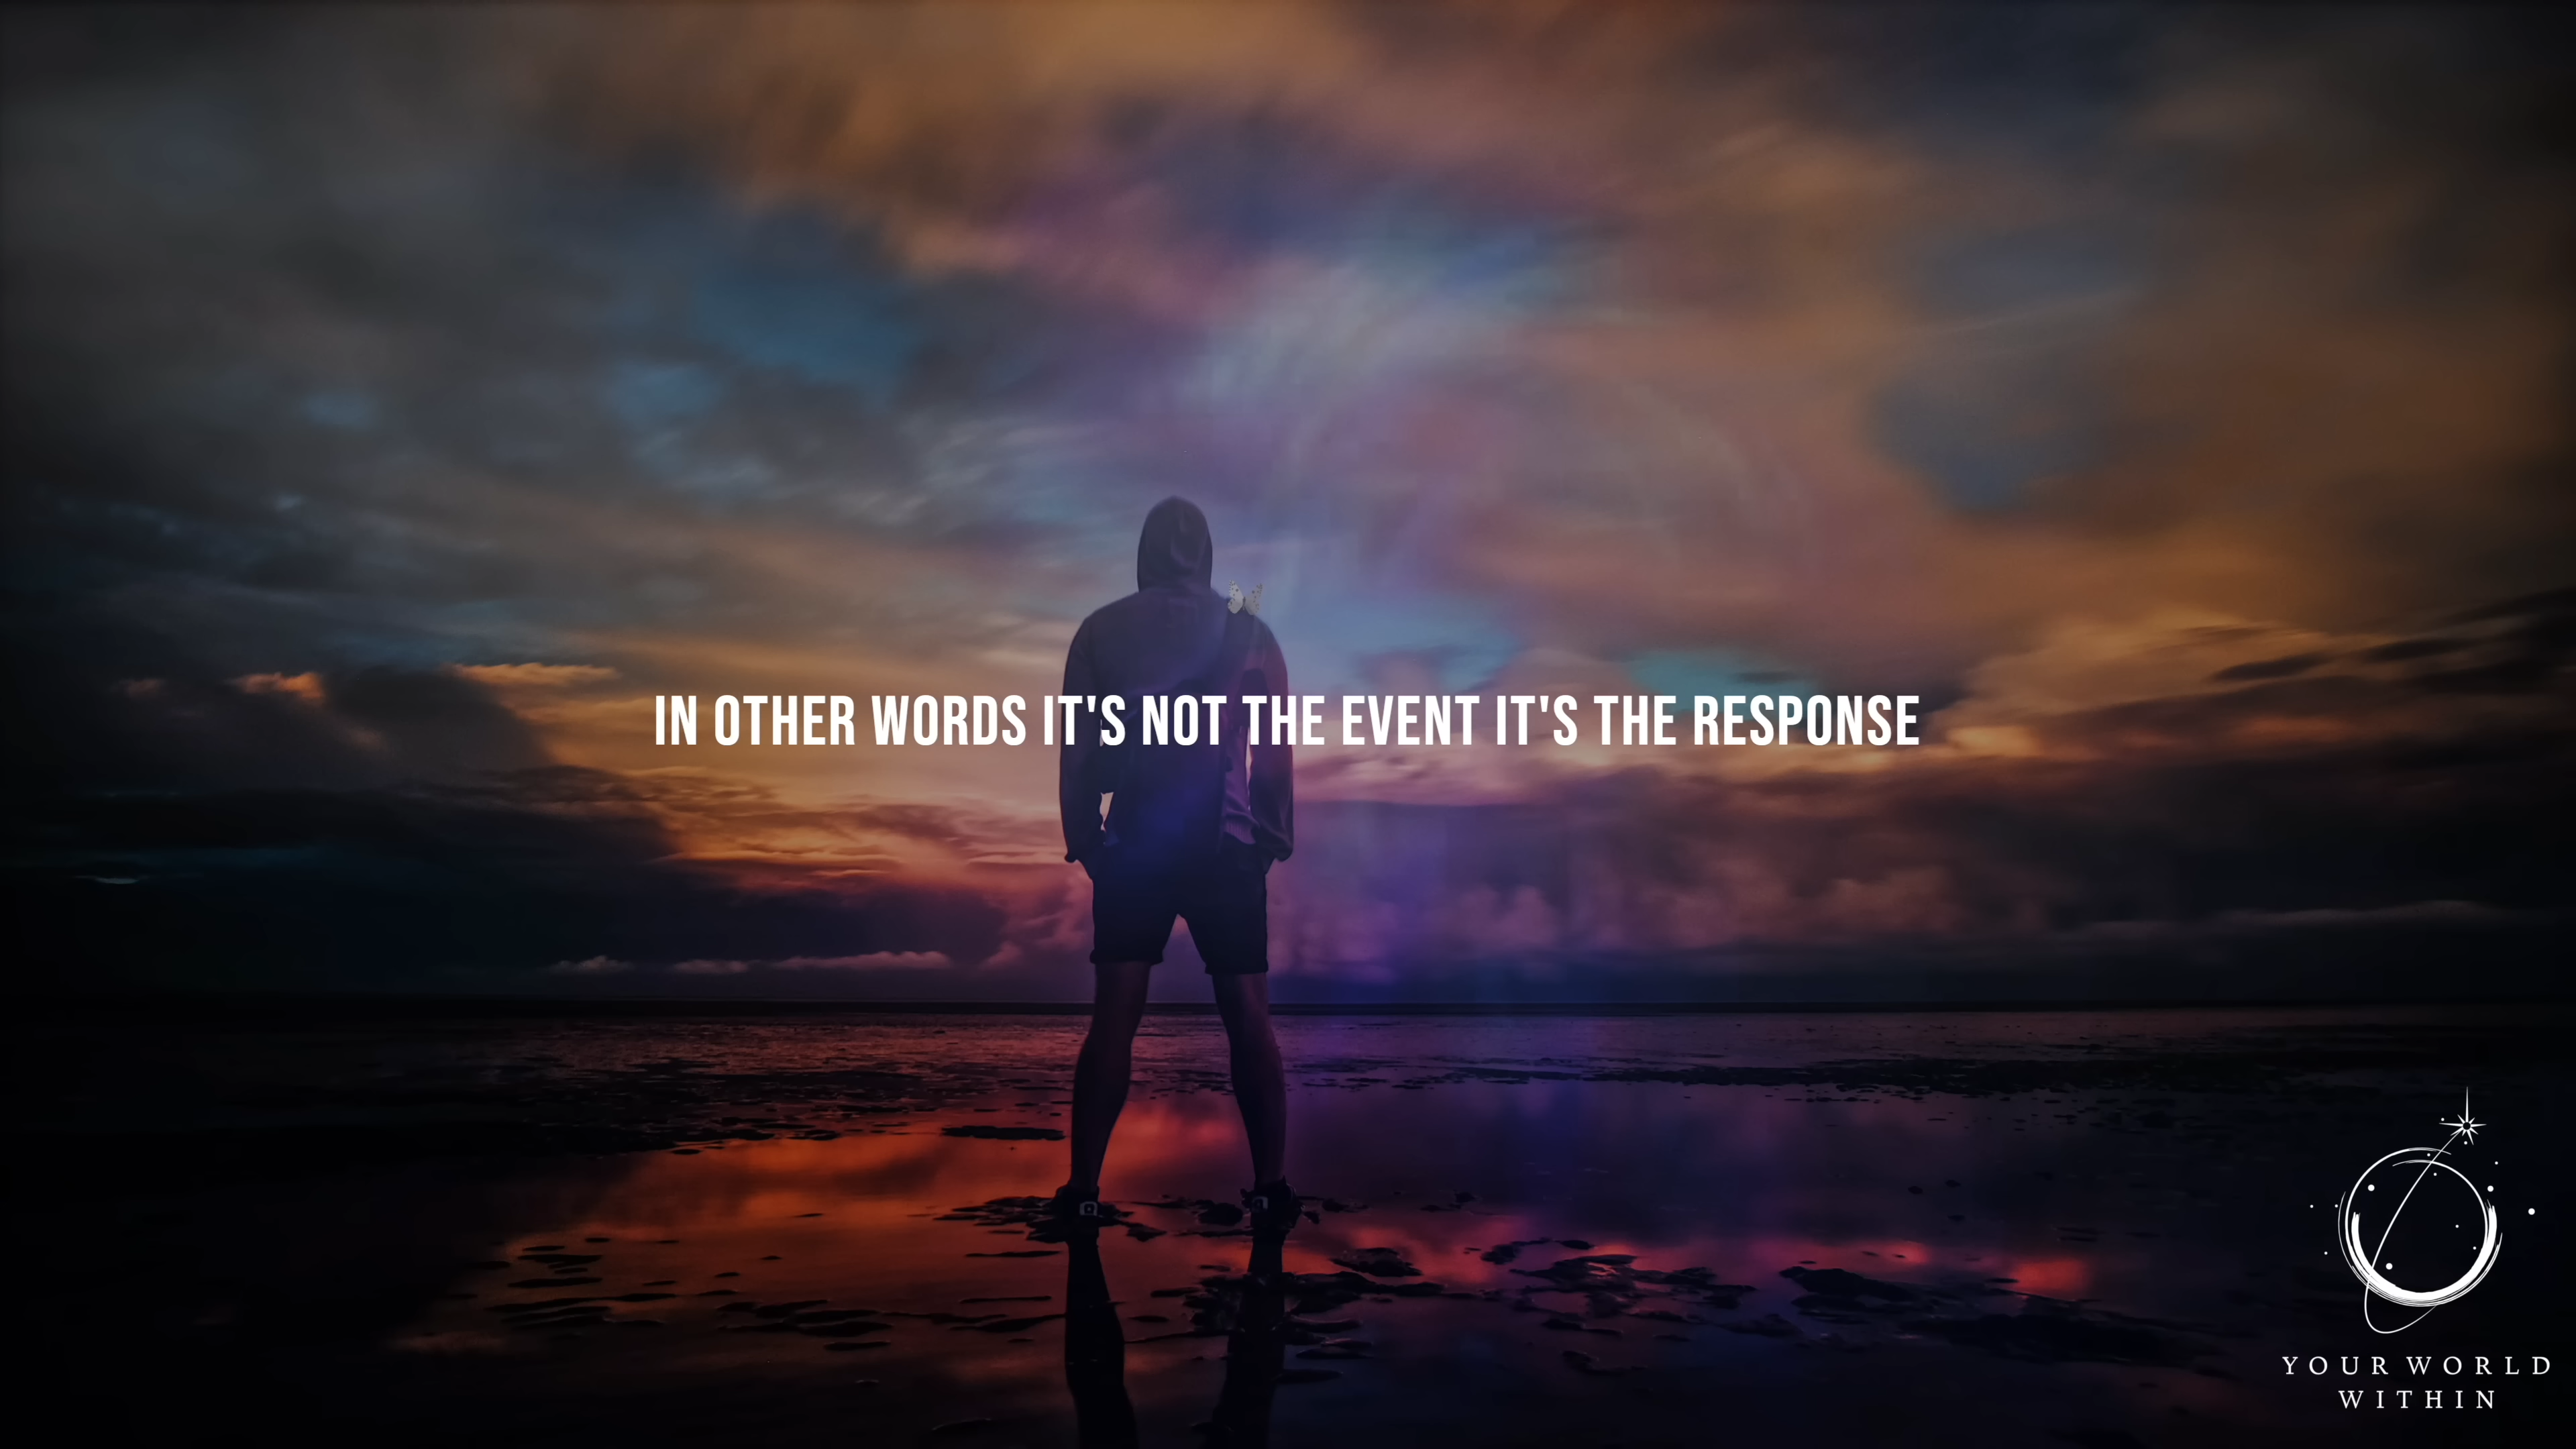 IN OTHER WORDS IT'S NOT THE EVENT IT'S THE RESPONSE
YOUR WORLD
WITHIN